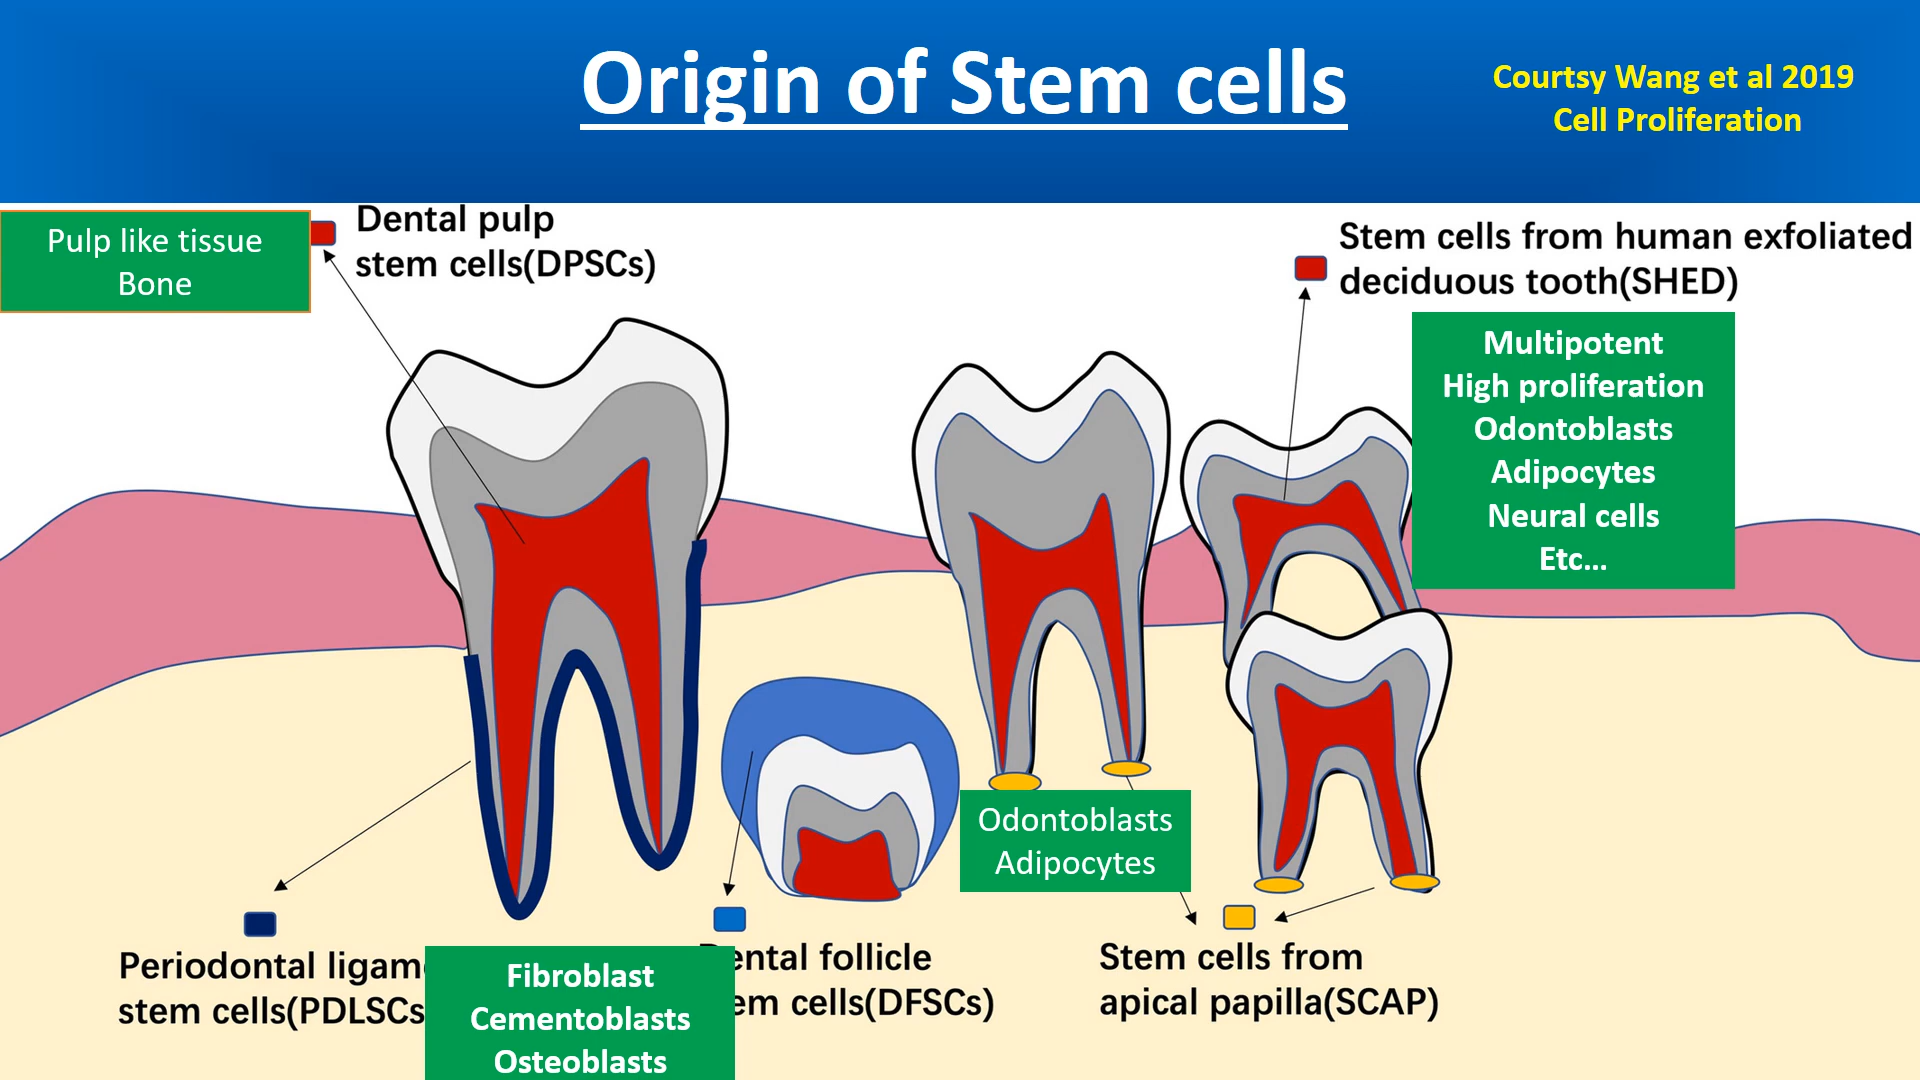 Origin of Stem cells
Courtsy Wang et al 2019
Cell Proliferation
Pulp like tissue
Bone
Dental pulp
stem cells(DPSCs)
Stem cells from human exfoliated
deciduous tooth(SHED)
Multipotent
High proliferation
Odontoblasts
Adipocytes
Neural cells
Etc...
Odontoblasts
Adipocytes
Periodontal ligam
stem cells(PDLSCs
Fibroblast
Cementoblasts
Osteoblasts
ental follicle
em cells(DFSCs)
Stem cells from
apical papilla(SCAP)